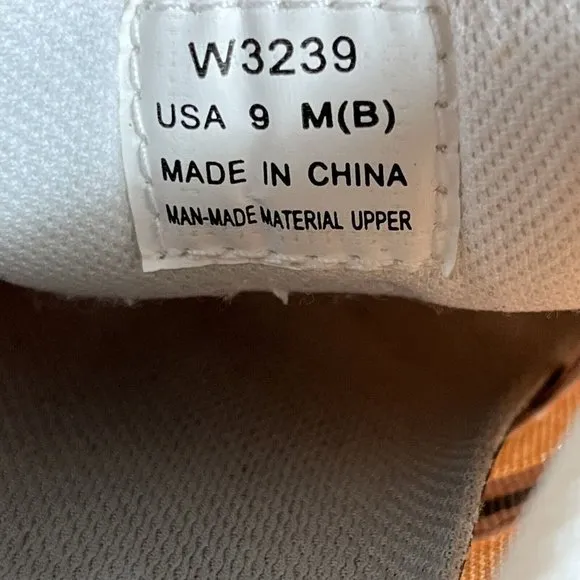 W3239
USA 9 M(B)
MADE IN CHINA
MAN-MADE MATERIAL UPPER